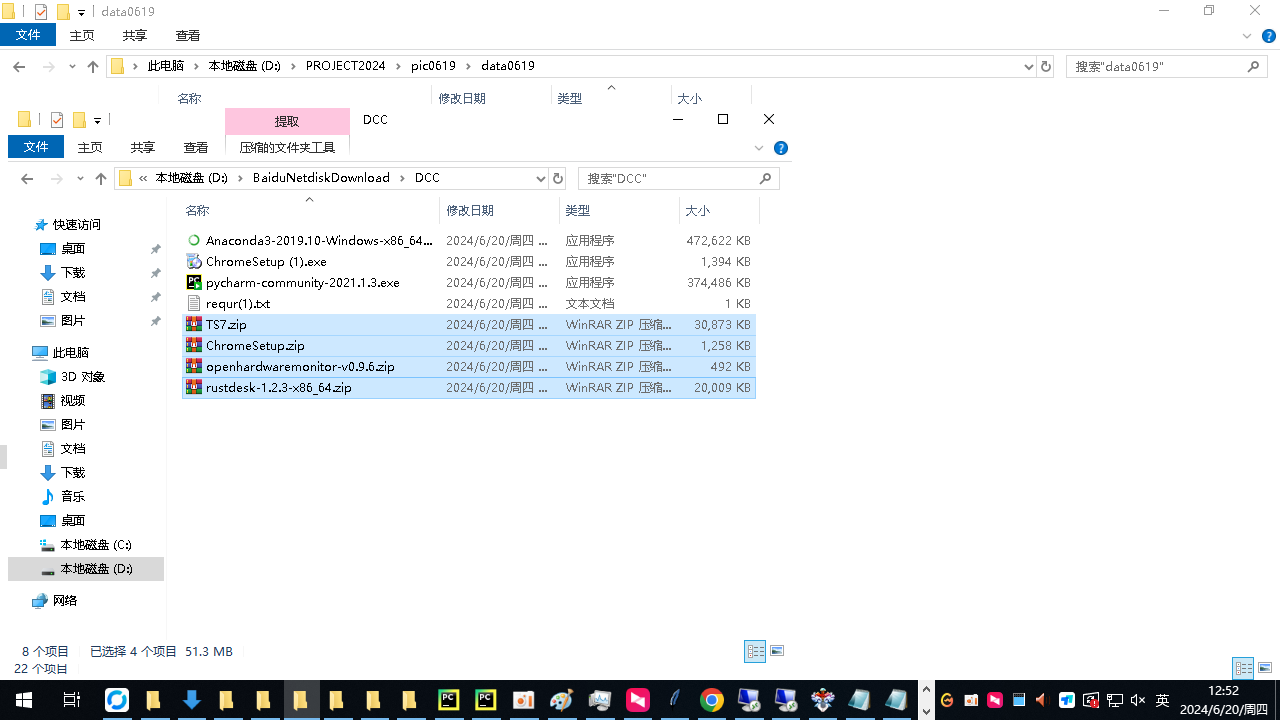 data0619
文件 主页 共享 查看
此电脑 本地磁盘 (D:) PROJECT2024 pic0619 data0619 搜索"data0619"
名称 修改日期 类型 大小
提取 DCC
文件 主页 共享 查看 压缩的文件夹工具
« 本地磁盘 (D:) BaiduNetdiskDownload DCC 搜索"DCC"
名称 修改日期 类型 大小
快速访问
桌面
下载
文档
图片
此电脑
3D 对象
视频
图片
文档
下载
音乐
桌面
本地磁盘 (C:)
本地磁盘 (D:)
网络
Anaconda3-2019.10-Windows-x86_64... 2024/6/20/周四 ... 应用程序 472,622 KB
ChromeSetup (1).exe 2024/6/20/周四 ... 应用程序 1,394 KB
pycharm-community-2021.1.3.exe 2024/6/20/周四 ... 应用程序 374,486 KB
requr(1).txt 2024/6/20/周四 ... 文本文档 1 KB
TS7.zip 2024/6/20/周四 ... WinRAR ZIP 压缩... 30,873 KB
ChromeSetup.zip 2024/6/20/周四 ... WinRAR ZIP 压缩... 1,258 KB
openhardwaremonitor-v0.9.6.zip 2024/6/20/周四 ... WinRAR ZIP 压缩... 492 KB
rustdesk-1.2.3-x86_64.zip 2024/6/20/周四 ... WinRAR ZIP 压缩... 20,009 KB
8 个项目 已选择 4 个项目 51.3 MB
22 个项目
英
12:52
2024/6/20/周四